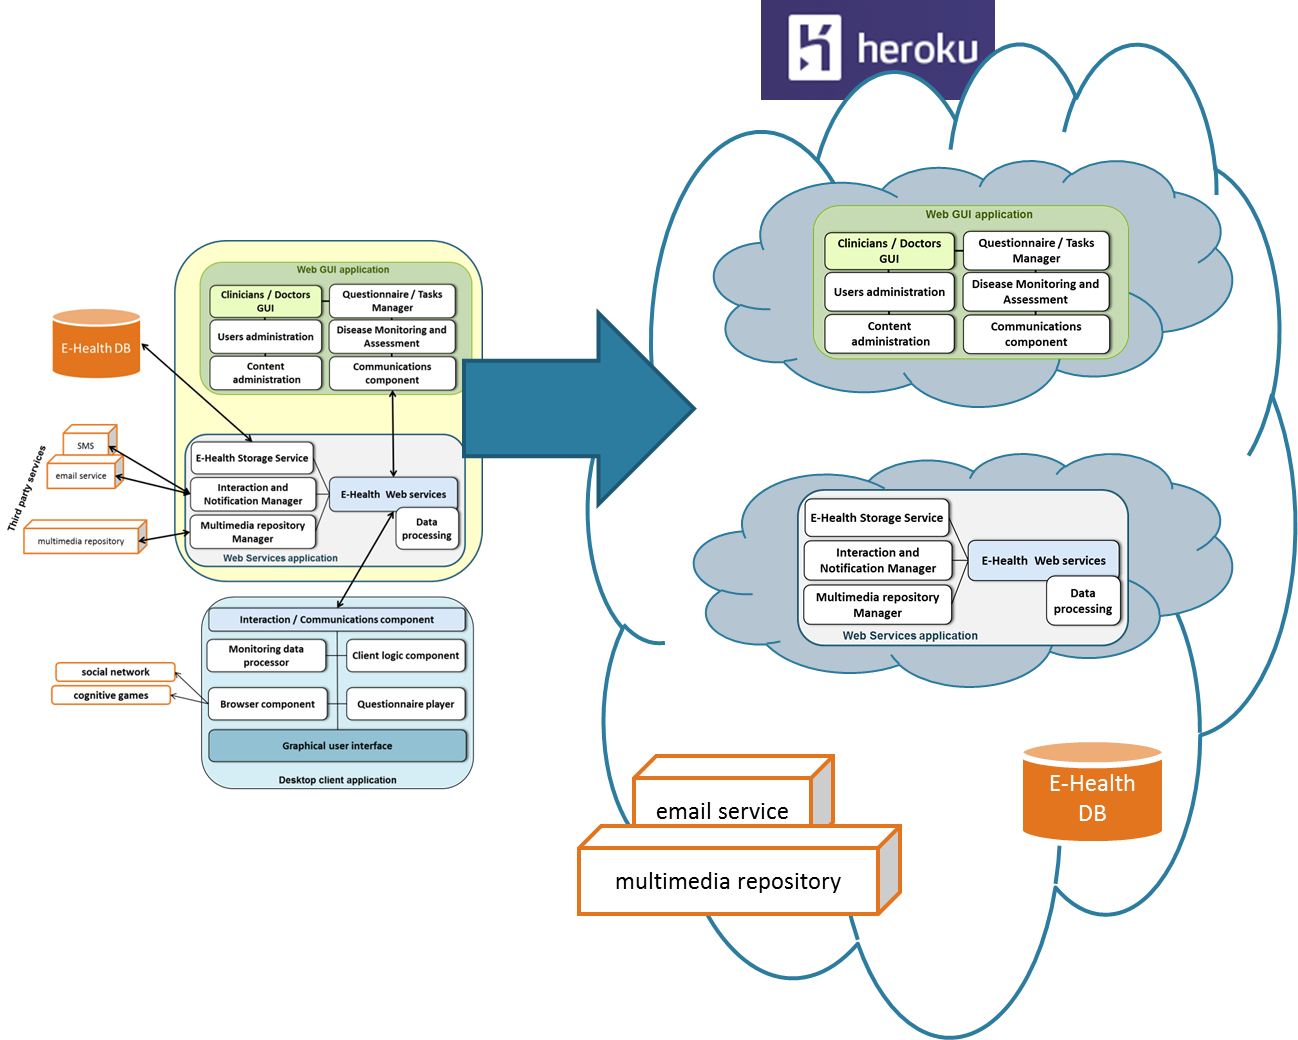 heroku
Web GUI application
Clinicians / Doctors
GUI
Questionnaire / Tasks
Manager
Users administration
Disease Monitoring and
Assessment
Content
administration
Communications
component
E-Health DB
SMS
email service
Third party services
multimedia repository
E-Health Storage Service
Interaction and
Notification Manager
Multimedia repository
Manager
E-Health Web services
Data
processing
Web Services application
Interaction / Communications component
Monitoring data
processor
Client logic component
social network
cognitive games
Browser component
Questionnaire player
Graphical user interface
Desktop client application
Web GUI application
Clinicians / Doctors
GUI
Questionnaire / Tasks
Manager
Users administration
Disease Monitoring and
Assessment
Content
administration
Communications
component
E-Health Storage Service
Interaction and
Notification Manager
Multimedia repository
Manager
E-Health Web services
Data
processing
Web Services application
email service
multimedia repository
E-Health
DB